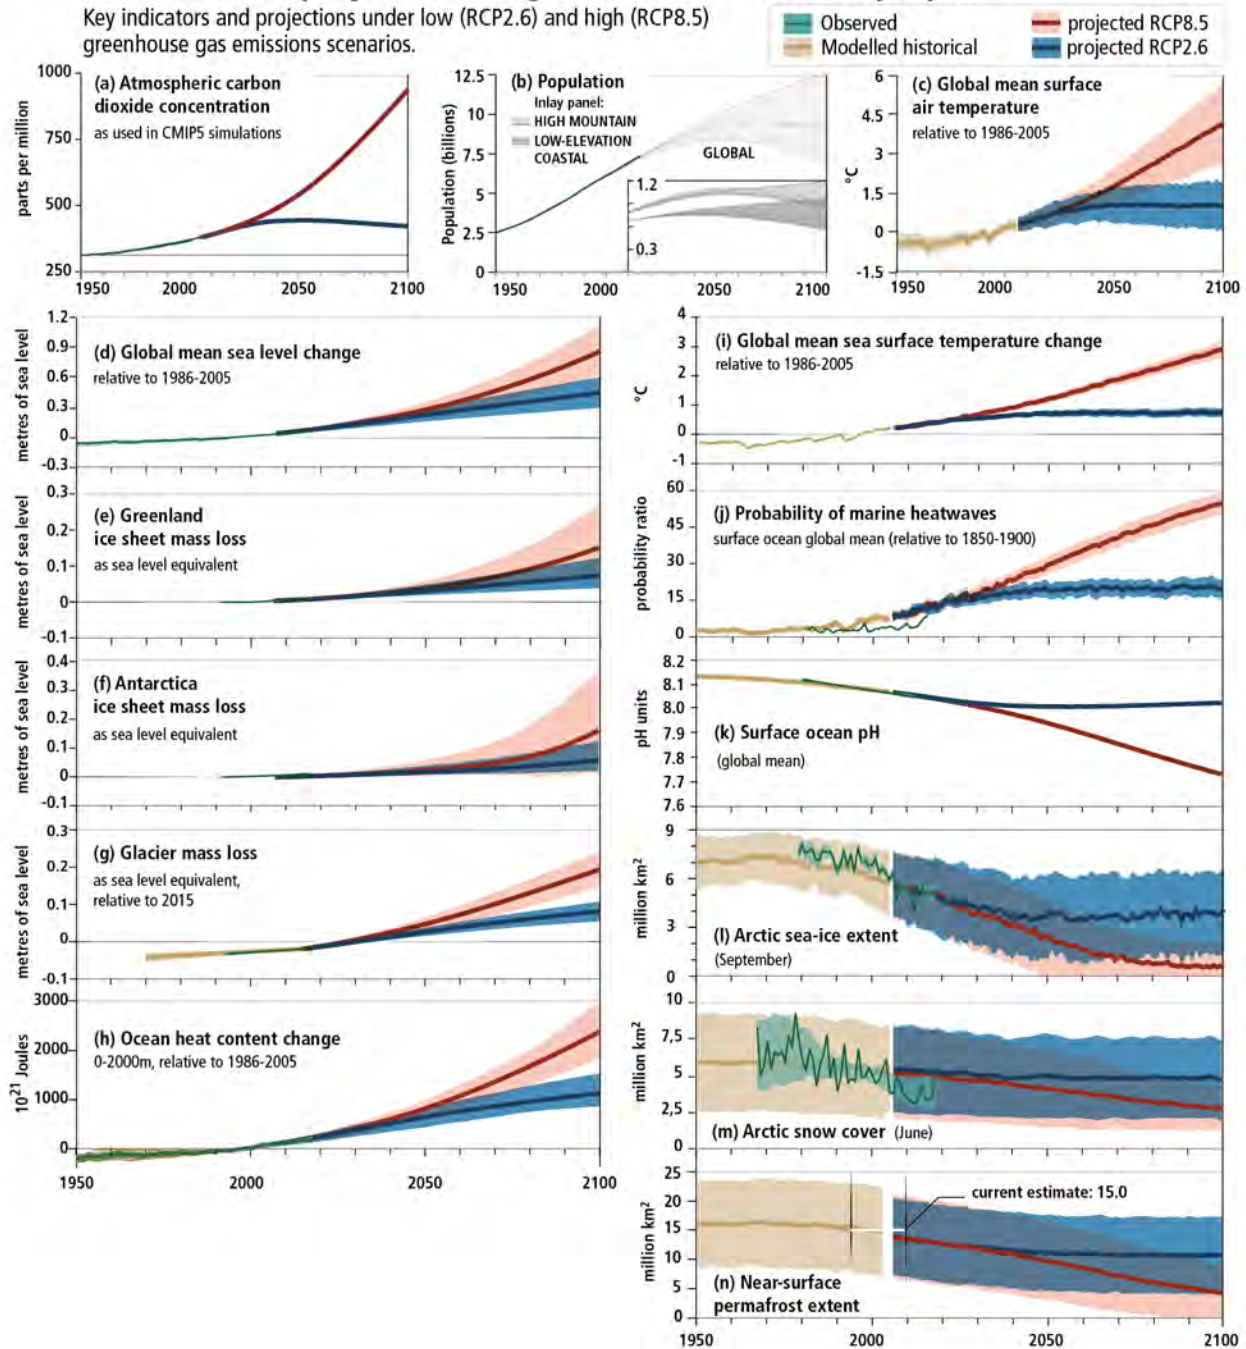 Key indicators and projections under low (RCP2.6) and high (RCP8.5)
greenhouse gas emissions scenarios.
Observed
projected RCP8.5
Modelled historical
projected RCP2.6
(a) Atmospheric carbon
dioxide concentration
as used in CMIP5 simulations
parts per million
1000
750
500
250
1950
2000
2050
2100
(b) Population
Inlay panel:
HIGH MOUNTAIN
LOW-ELEVATION
COASTAL
GLOBAL
Population (billions)
12.5
10
7.5
5
2.5
0
1.2
0.3
1950
2000
2050
2100
(c) Global mean surface
air temperature
relative to 1986-2005
°C
6
4.5
3
1.5
0
-1.5
1950
2000
2050
2100
(d) Global mean sea level change
relative to 1986-2005
metres of sea level
1.2
0.9
0.6
0.3
0
-0.3
(e) Greenland
ice sheet mass loss
as sea level equivalent
metres of sea level
0.3
0.2
0.1
0
-0.1
(f) Antarctica
ice sheet mass loss
as sea level equivalent
metres of sea level
0.4
0.3
0.2
0.1
0
-0.1
(g) Glacier mass loss
as sea level equivalent,
relative to 2015
metres of sea level
0.3
0.2
0.1
0
-0.1
(h) Ocean heat content change
0-2000m, relative to 1986-2005
10²¹ Joules
3000
2000
1000
0
1950
2000
2050
2100
(i) Global mean sea surface temperature change
relative to 1986-2005
°C
4
3
2
1
0
-1
(j) Probability of marine heatwaves
surface ocean global mean (relative to 1850-1900)
probability ratio
60
45
30
15
0
(k) Surface ocean pH
(global mean)
pH units
8.2
8.1
8.0
7.9
7.8
7.7
7.6
(l) Arctic sea-ice extent
(September)
million km²
9
6
3
0
(m) Arctic snow cover (June)
million km²
10
7,5
5
2,5
0
(n) Near-surface
permafrost extent
current estimate: 15.0
million km²
25
20
15
10
5
0
1950
2000
2050
2100